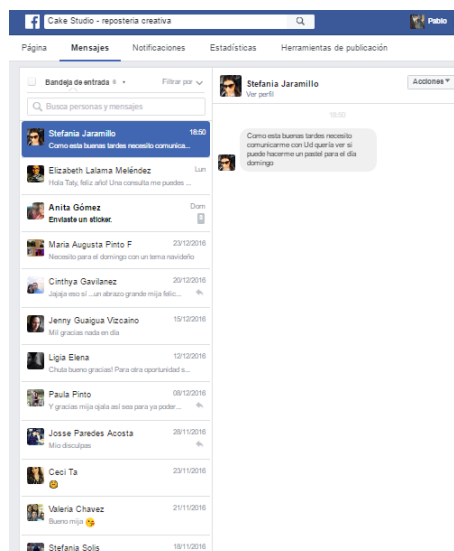 Cake Studio - reposteria creativa
Pablo
Página Mensajes Notificaciones Estadísticas Herramientas de publicación
Bandeja de entrada 8
Filtrar por
Busca personas y mensajes
Stefania Jaramillo 18:50
Como esta buenas tardes necesito comunica...
Elizabeth Lalama Meléndez Lun
Hola Taty, feliz año! Una consulta me puedes ...
Anita Gómez Dom
Enviaste un sticker.
Maria Augusta Pinto F 23/12/2016
Necesito para el domingo con un tema navideño
Cinthya Gavilanez 20/12/2016
Jajaja eso si ...un abrazo grande mija felic...
Jenny Guaigua Vizcaino 15/12/2016
Mil gracias nada en día
Ligia Elena 12/12/2016
Chuta bueno gracias! Para otra oportunidad s...
Paula Pinto 08/12/2016
Y gracias mija ojala asi sea para ya poder...
Josse Paredes Acosta 28/11/2016
Mio disculpas
Ceci Ta 23/11/2016
Valeria Chavez 21/11/2016
Bueno mija 😘
Stefania Solis 18/11/2016
Stefania Jaramillo
Ver perfil
Acciones
18:50
Como esta buenas tardes necesito
comunicarme con Ud quería ver si
puede hacerme un pastel para el día
domingo